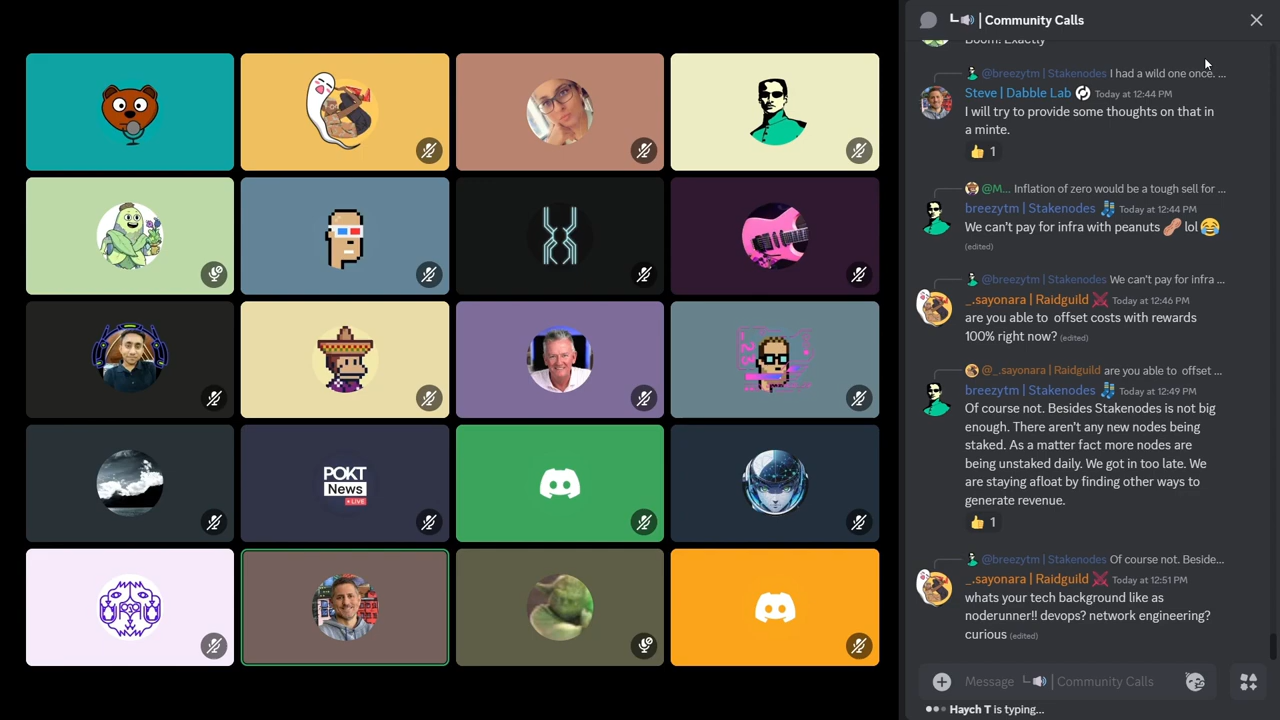 POKT
News
LIVE
Community Calls
Boom! Exactly
@breezytm | Stakenodes I had a wild one once. ...
Steve | Dabble Lab Today at 12:44 PM
I will try to provide some thoughts on that in
a minte.
👍 1
@M... Inflation of zero would be a tough sell for ...
breezytm | Stakenodes 🧦 Today at 12:44 PM
We can't pay for infra with peanuts 🥜 lol 😂
(edited)
@breezytm | Stakenodes We can't pay for infra ...
_.sayonara | Raidguild ⚔ Today at 12:46 PM
are you able to offset costs with rewards
100% right now? (edited)
@_.sayonara | Raidguild are you able to offset ...
breezytm | Stakenodes 🧦 Today at 12:49 PM
Of course not. Besides Stakenodes is not big
enough. There aren't any new nodes being
staked. As a matter fact more nodes are
being unstaked daily. We got in too late. We
are staying afloat by finding other ways to
generate revenue.
👍 1
@breezytm | Stakenodes Of course not. Beside...
_.sayonara | Raidguild ⚔ Today at 12:51 PM
whats your tech background like as
noderunner!! devops? network engineering?
curious (edited)
Message Community Calls
Haych T is typing...